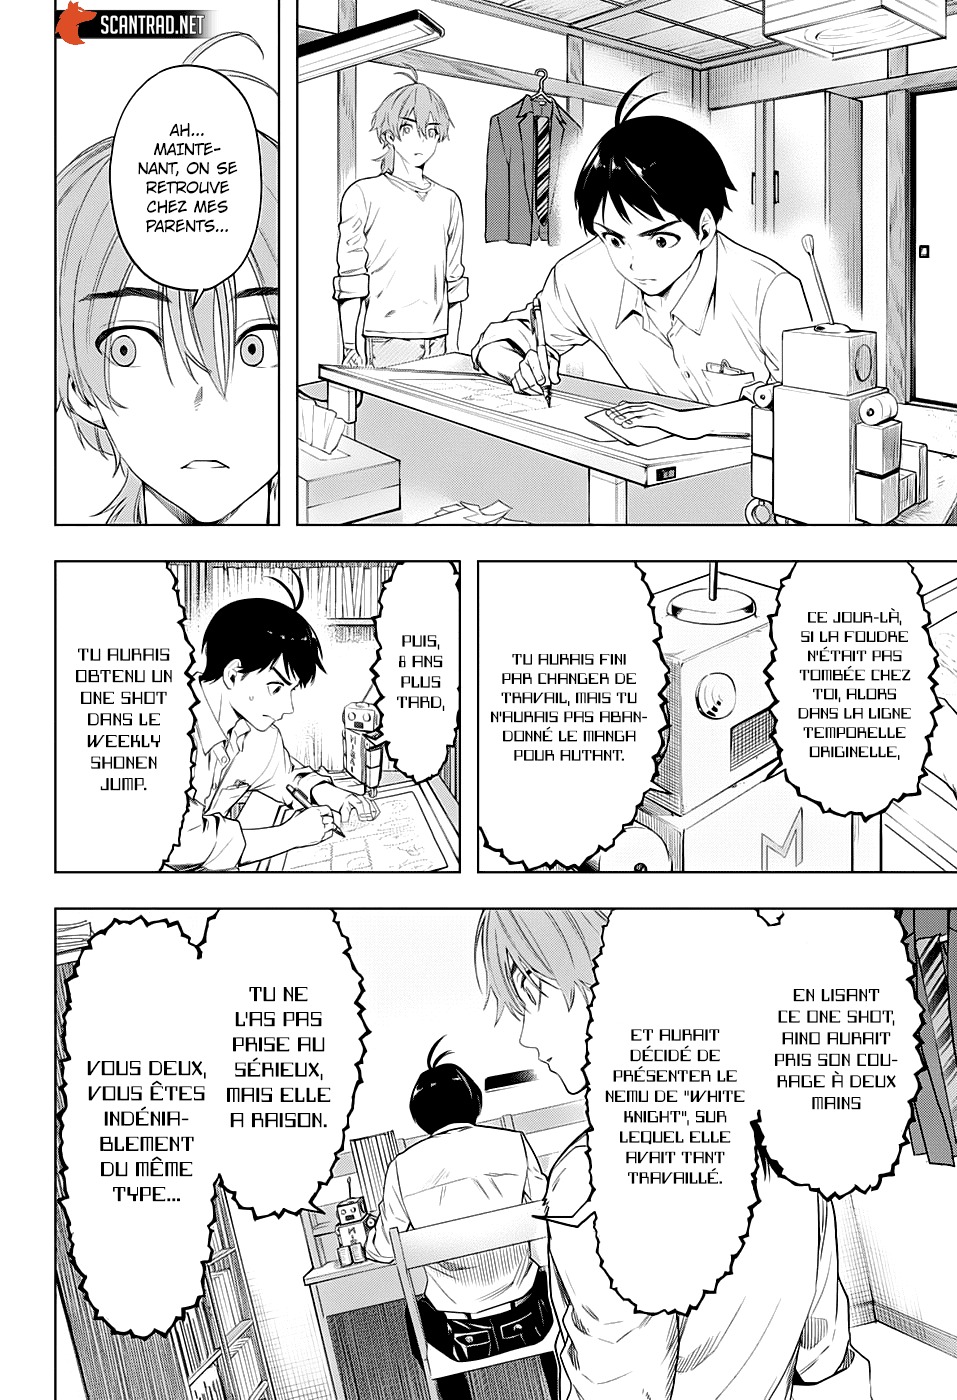 SCANTRAD.NET
AH...
MAINTE-
NANT, ON SE
RETROUVE
CHEZ MES
PARENTS...
CE JOUR-LÀ,
SI LA FOUDRE
N'ÉTAIT PAS
TOMBÉE CHEZ
TOI, ALORS
DANS LA LIGNE
TEMPORELLE
ORIGINELLE,
TU AURAIS FINI
PAR CHANGER DE
TRAVAIL, MAIS TU
N'AURAIS PAS ABAN-
DONNÉ LE MANGA
POUR AUTANT.
M
PUIS,
8 ANS
PLUS
TARD,
TU AURAIS
OBTENU UN
ONE SHOT
DANS LE
WEEKLY
SHONEN
JUMP.
EN LISANT
CE ONE SHOT,
AINO AURAIT
PRIS SON COU-
RAGE À DEUX
MAINS
ET AURAIT
DÉCIDÉ DE
PRÉSENTER LE
NEMU DE "WHITE
KNIGHT", SUR
LEQUEL ELLE
AVAIT TANT
TRAVAILLÉ.
TU NE
L'AS PAS
PRISE AU
SÉRIEUX,
MAIS ELLE
A RAISON.
VOUS DEUX,
VOUS ÊTES
INDÉNIA-
BLEMENT
DU MÊME
TYPE...